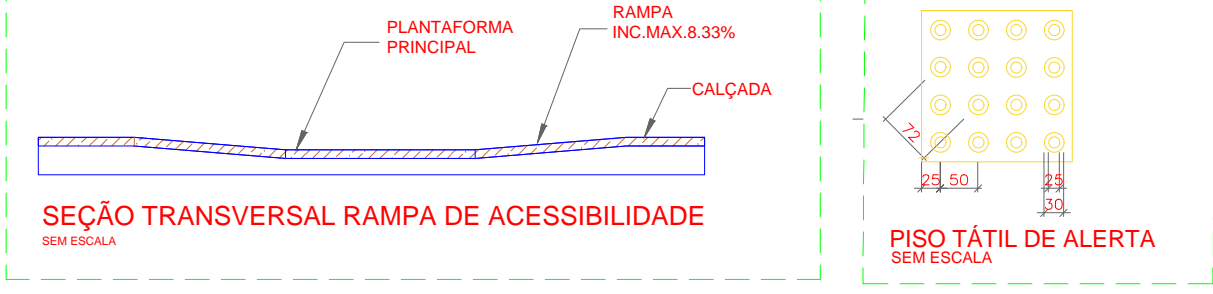 PLANTAFORMA
PRINCIPAL
RAMPA
INC.MAX.8.33%
CALÇADA
SEÇÃO TRANSVERSAL RAMPA DE ACESSIBILIDADE
SEM ESCALA
72
25
50
25
30
PISO TÁTIL DE ALERTA
SEM ESCALA